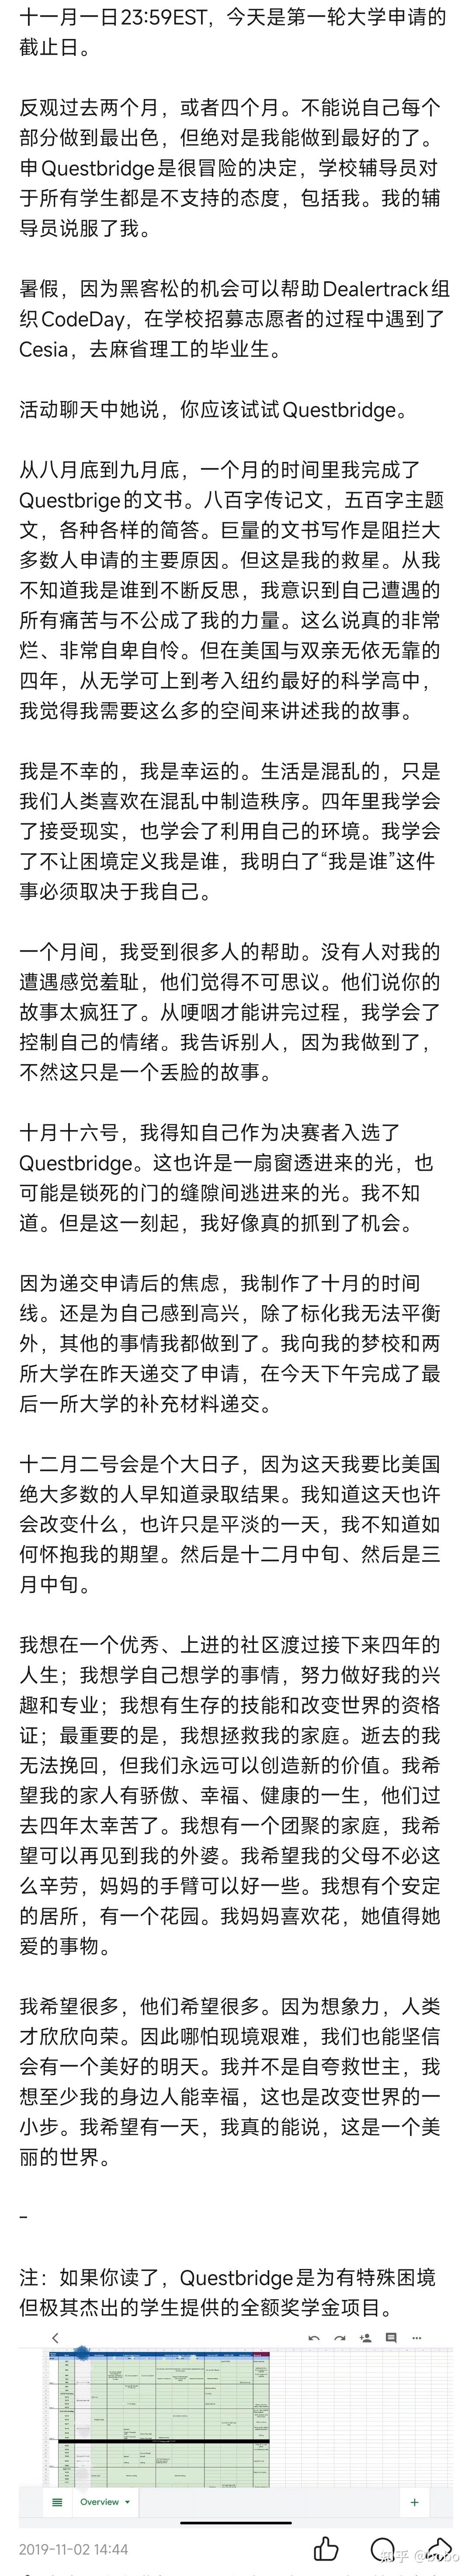 十一月一日23:59EST，今天是第一轮大学申请的
截止日。
反观过去两个月，或者四个月。不能说自己每个
部分做到最出色，但绝对是我能做到最好的了。
申Questbridge是很冒险的决定，学校辅导员对
于所有学生都是不支持的态度，包括我。我的辅
导员说服了我。
暑假，因为黑客松的机会可以帮助Dealertrack组
织CodeDay，在学校招募志愿者的过程中遇到了
Cesia，去麻省理工的毕业生。
活动聊天中她说，你应该试试Questbridge。
从八月底到九月底，一个月的时间里我完成了
Questbrige的文书。八百字传记文，五百字主题
文，各种各样的简答。巨量的文书写作是阻拦大
多数人申请的主要原因。但这是我的救星。从我
不知道我是谁到不断反思，我意识到自己遭遇的
所有痛苦与不公成了我的力量。这么说真的非常
烂、非常自卑自怜。但在美国与双亲无依无靠的
四年，从无学可上到考入纽约最好的科学高中，
我觉得我需要这么多的空间来讲述我的故事。
我是不幸的，我是幸运的。生活是混乱的，只是
我们人类喜欢在混乱中制造秩序。四年里我学会
了接受现实，也学会了利用自己的环境。我学会
了不让困境定义我是谁，我明白了“我是谁”这件
事必须取决于我自己。
一个月间，我受到很多人的帮助。没有人对我的
遭遇感觉羞耻，他们觉得不可思议。他们说你的
故事太疯狂了。从哽咽才能讲完过程，我学会了
控制自己的情绪。我告诉别人，因为我做到了，
不然这只是一个丢脸的故事。
十月十六号，我得知自己作为决赛者入选了
Questbridge。这也许是一扇窗透进来的光，也
可能是锁死的门的缝隙间逃进来的光。我不知
道。但是这一刻起，我好像真的抓到了机会。
因为递交申请后的焦虑，我制作了十月的时间
线。还是为自己感到高兴，除了标化我无法平衡
外，其他的事情我都做到了。我向我的梦校和两
所大学在昨天递交了申请，在今天下午完成了最
后一所大学的补充材料递交。
十二月二号会是个大日子，因为这天我要比美国
绝大多数的人早知道录取结果。我知道这天也许
会改变什么，也许只是平淡的一天，我不知道如
何怀抱我的期望。然后是十二月中旬、然后是三
月中旬。
我想在一个优秀、上进的社区渡过接下来四年的
人生；我想学自己想学的事情，努力做好我的兴
趣和专业；我想有生存的技能和改变世界的资格
证；最重要的是，我想拯救我的家庭。逝去的我
无法挽回，但我们永远可以创造新的价值。我希
望我的家人有骄傲、幸福、健康的一生，他们过
去四年太幸苦了。我想有一个团聚的家庭，我希
望可以再见到我的外婆。我希望我的父母不必这
么辛劳，妈妈的手臂可以好一些。我想有个安定
的居所，有一个花园。我妈妈喜欢花，她值得她
爱的事物。
我希望很多，他们希望很多。因为想象力，人类
才欣欣向荣。因此哪怕现境艰难，我们也能坚信
会有一个美好的明天。我并不是自夸救世主，我
想至少我的身边人能幸福，这也是改变世界的一
小步。我希望有一天，我真的能说，这是一个美
丽的世界。
-
注：如果你读了，Questbridge是为有特殊困境
但极其杰出的学生提供的全额奖学金项目。
Overview
2019-11-02 14:44
知乎 @bobo